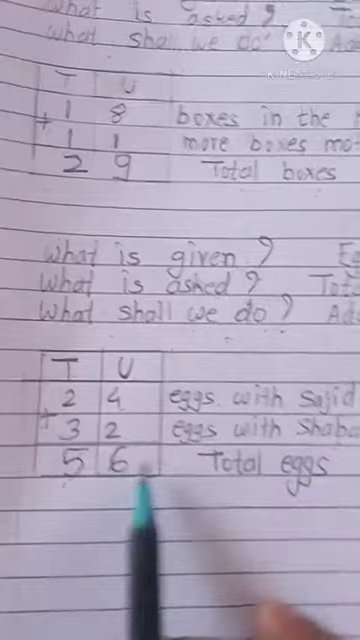 What is asked?
What shall we do?
KINEMASTER
T U
1 8 boxes in the
+ 1 1 more boxes
2 9 Total boxes
What is given?
What is asked?
What shall we do?
T U
2 4 eggs with Sajid
+ 3 2 eggs with
5 6 Total eggs